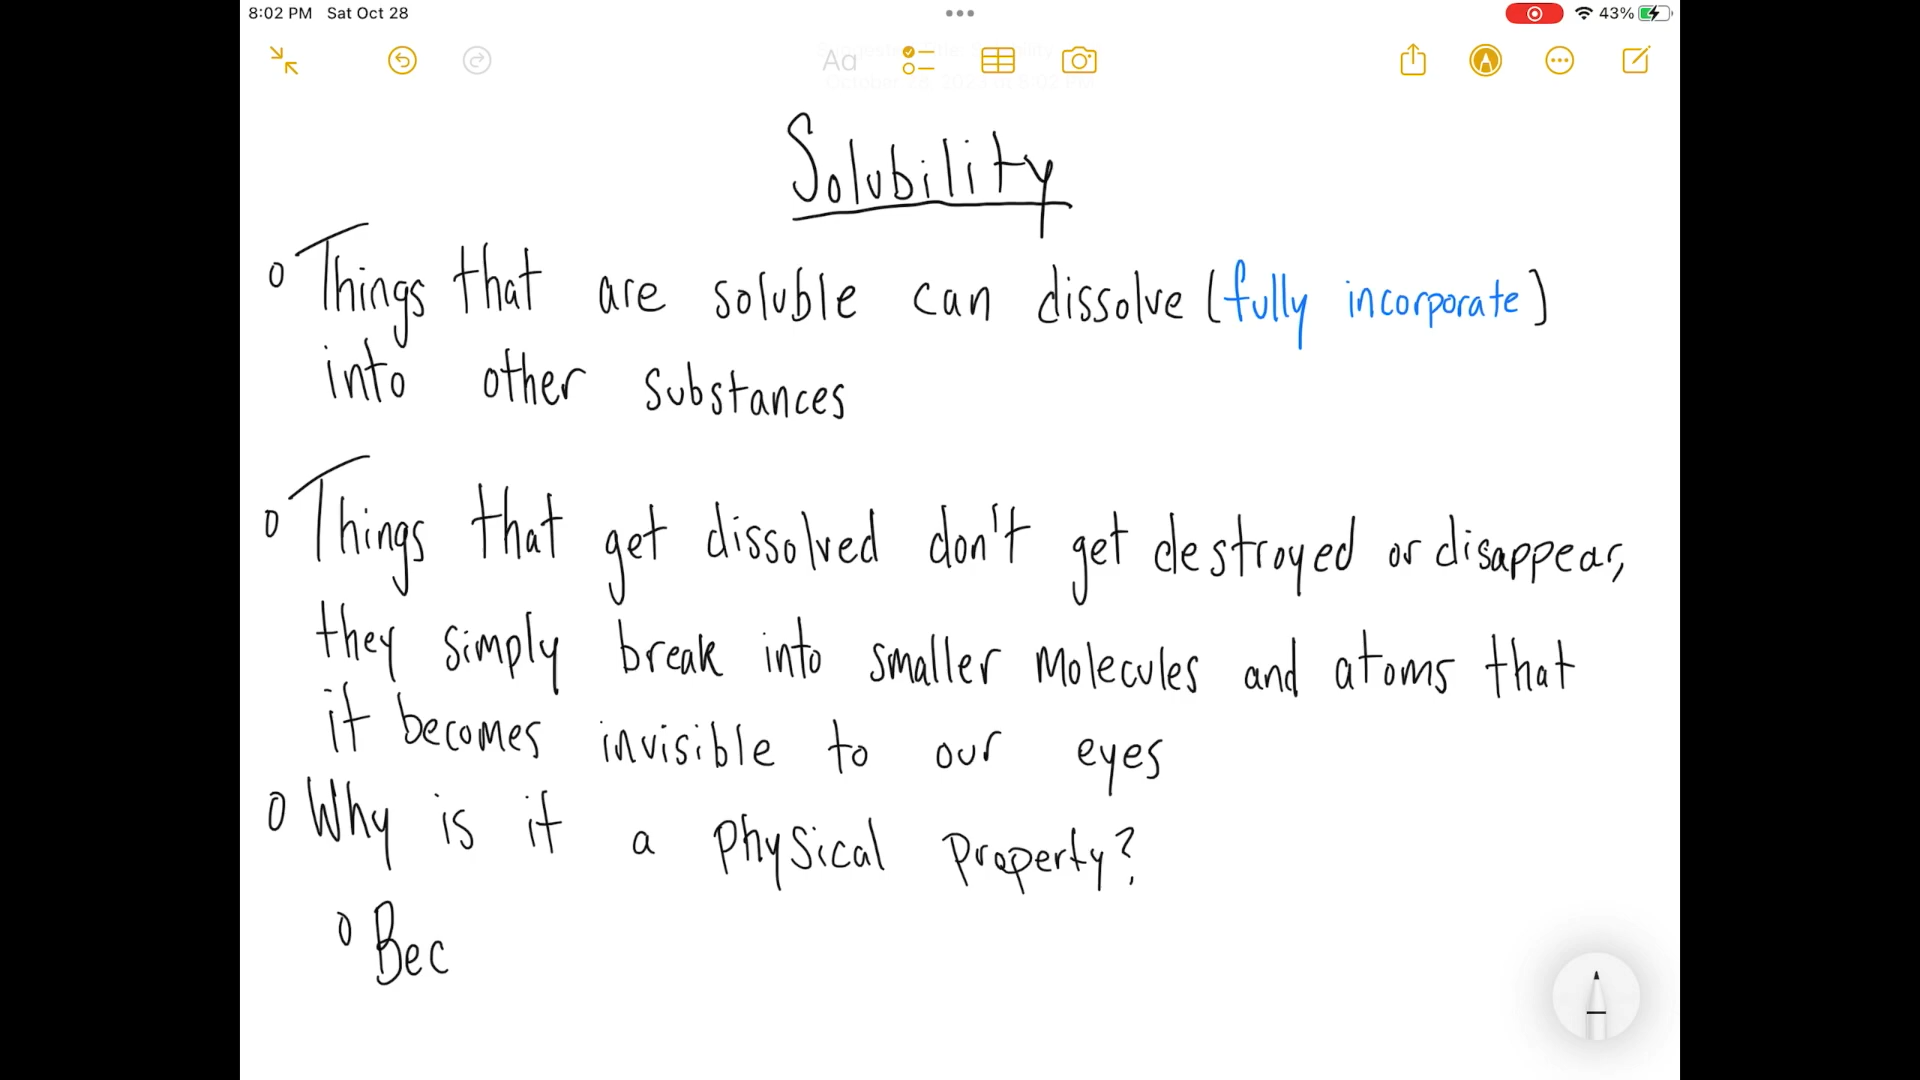 8:02 PM Sat Oct 28
43%
Aa
Solubility
Things that are soluble can dissolve (fully incorporate)
into other substances
Things that get dissolved don't get destroyed or disappear,
they simply break into smaller molecules and atoms that
it becomes invisible to our eyes
Why is it a physical property?
Bec